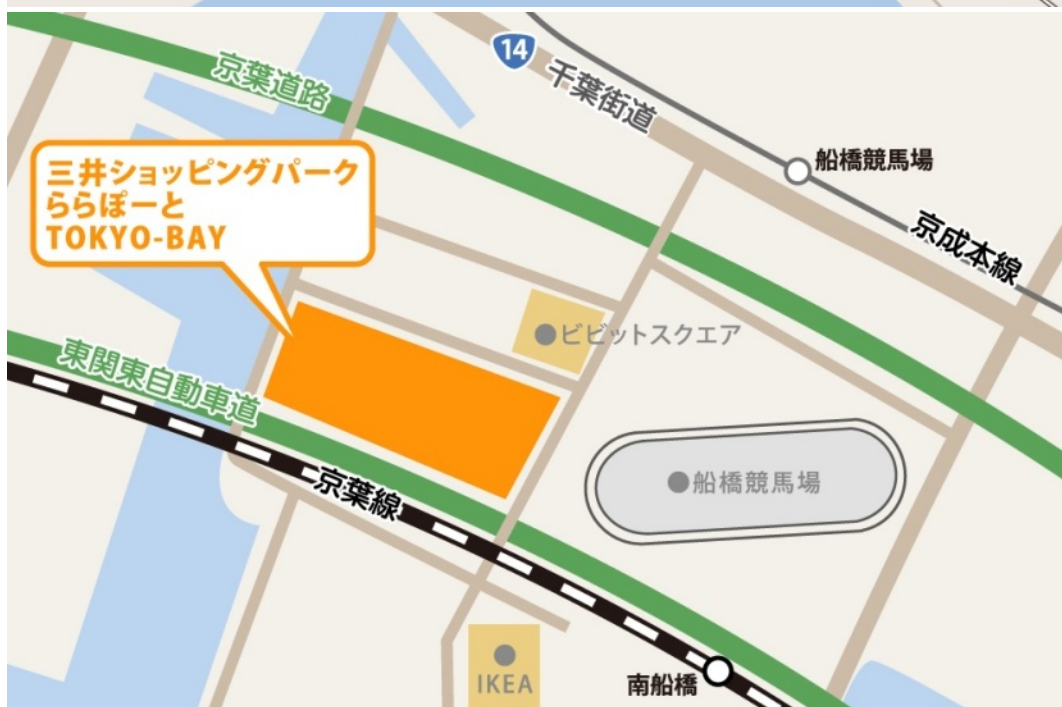 14
京葉道路
千葉街道
船橋競馬場
三井ショッピングパーク
ららぽーと
TOKYO-BAY
京成本線
ビビットスクエア
東関東自動車道
船橋競馬場
京葉線
IKEA
南船橋